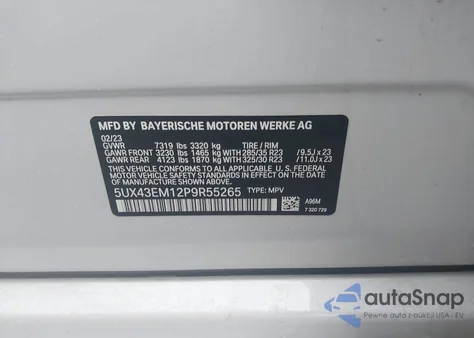 MFD BY BAYERISCHE MOTOREN WERKE AG
02/23
GVWR 7319 lbs 3320 kg TIRE / RIM
GAWR FRONT 3230 lbs 1465 kg WITH 285/35 R23 / 9.5J x 23
GAWR REAR 4123 lbs 1870 kg WITH 325/30 R23 / 11.0J x 23
THIS VEHICLE CONFORMS TO ALL APPLICABLE U.S. FEDERAL
MOTOR VEHICLE SAFETY STANDARDS IN EFFECT ON THE
DATE OF MANUFACTURE SHOWN ABOVE.
5UX43EM12P9R55265 TYPE: MPV
A96M
7 320 729
autoSnap
Pewne auta z aukcji USA - EU